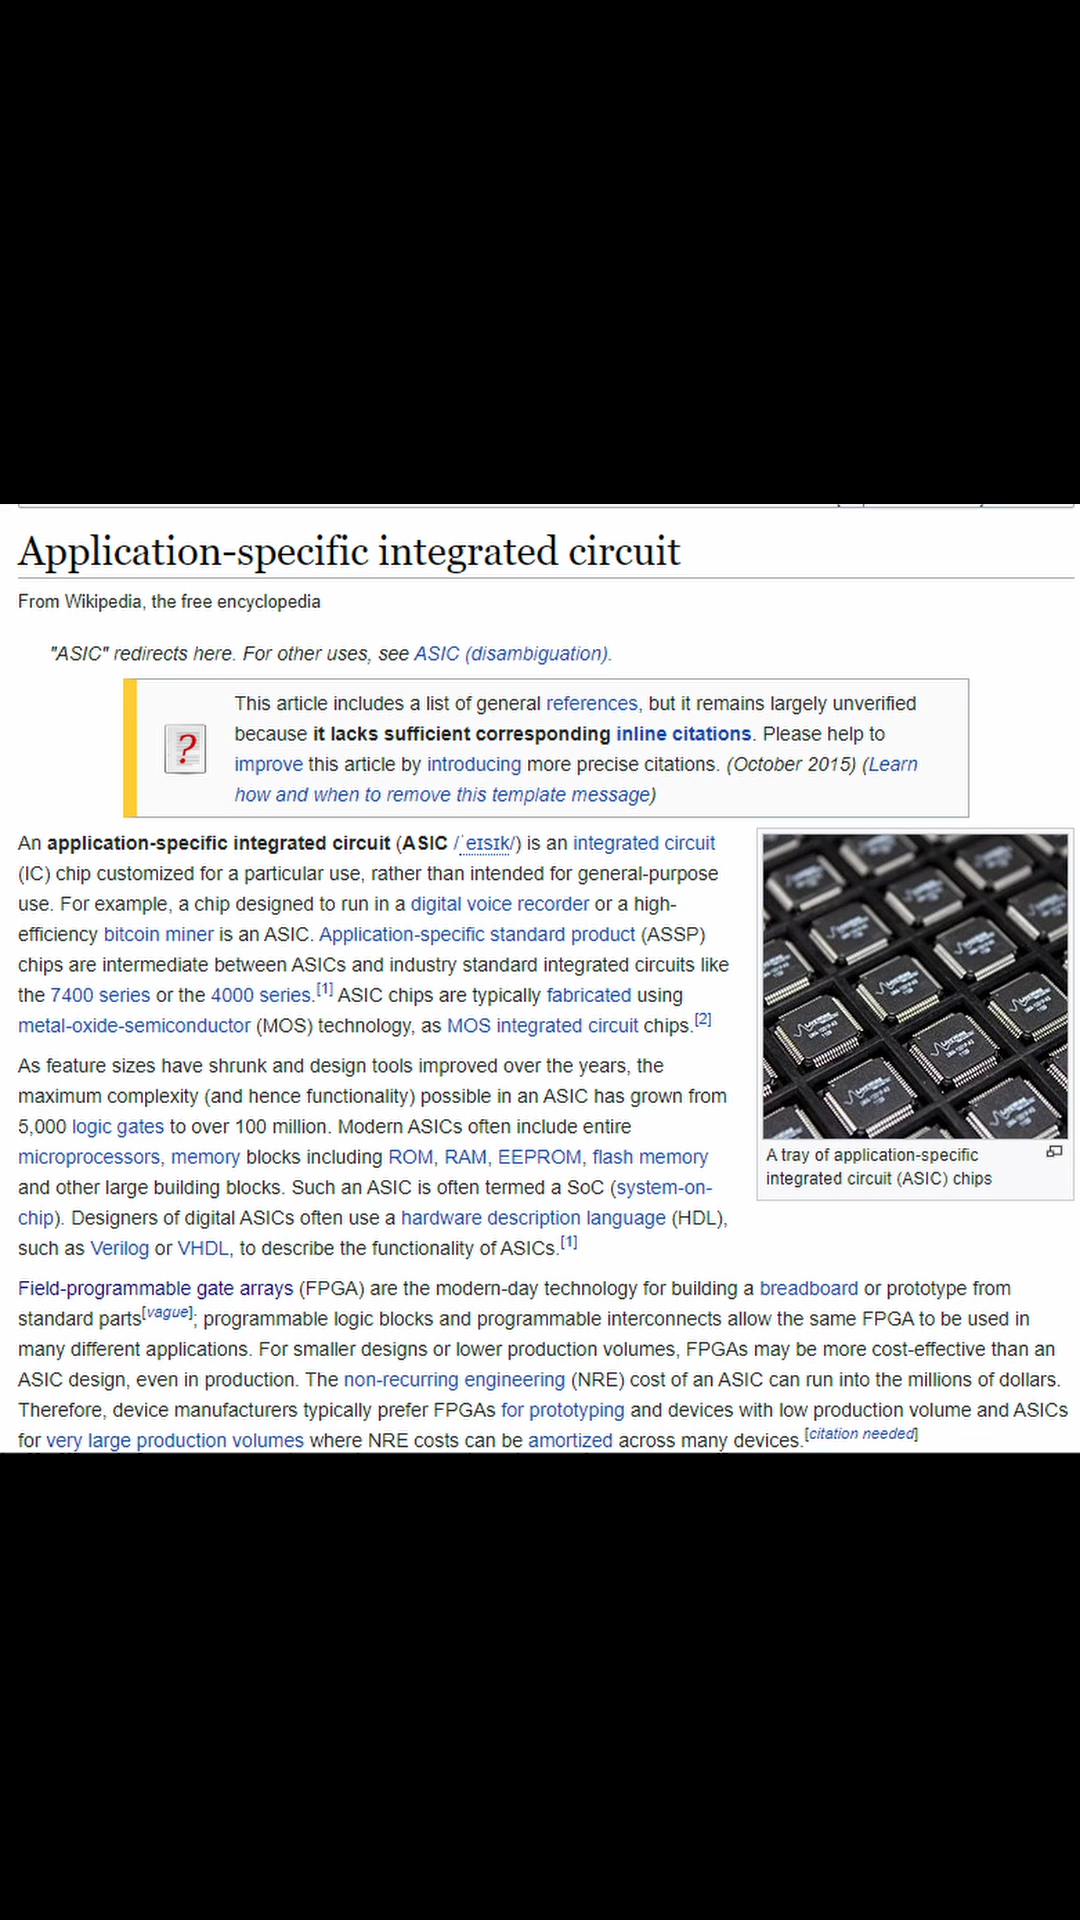 Application-specific integrated circuit
From Wikipedia, the free encyclopedia
"ASIC" redirects here. For other uses, see ASIC (disambiguation).
This article includes a list of general references, but it remains largely unverified
because it lacks sufficient corresponding inline citations. Please help to
improve this article by introducing more precise citations. (October 2015) (Learn
how and when to remove this template message)
An application-specific integrated circuit (ASIC /ˈeɪsɪk/) is an integrated circuit
(IC) chip customized for a particular use, rather than intended for general-purpose
use. For example, a chip designed to run in a digital voice recorder or a high-
efficiency bitcoin miner is an ASIC. Application-specific standard product (ASSP)
chips are intermediate between ASICs and industry standard integrated circuits like
the 7400 series or the 4000 series.[1] ASIC chips are typically fabricated using
metal-oxide-semiconductor (MOS) technology, as MOS integrated circuit chips.[2]
As feature sizes have shrunk and design tools improved over the years, the
maximum complexity (and hence functionality) possible in an ASIC has grown from
5,000 logic gates to over 100 million. Modern ASICs often include entire
microprocessors, memory blocks including ROM, RAM, EEPROM, flash memory
and other large building blocks. Such an ASIC is often termed a SoC (system-on-
chip). Designers of digital ASICs often use a hardware description language (HDL),
such as Verilog or VHDL, to describe the functionality of ASICs.[1]
A tray of application-specific
integrated circuit (ASIC) chips
Field-programmable gate arrays (FPGA) are the modern-day technology for building a breadboard or prototype from
standard parts[vague]; programmable logic blocks and programmable interconnects allow the same FPGA to be used in
many different applications. For smaller designs or lower production volumes, FPGAs may be more cost-effective than an
ASIC design, even in production. The non-recurring engineering (NRE) cost of an ASIC can run into the millions of dollars.
Therefore, device manufacturers typically prefer FPGAs for prototyping and devices with low production volume and ASICs
for very large production volumes where NRE costs can be amortized across many devices.[citation needed]